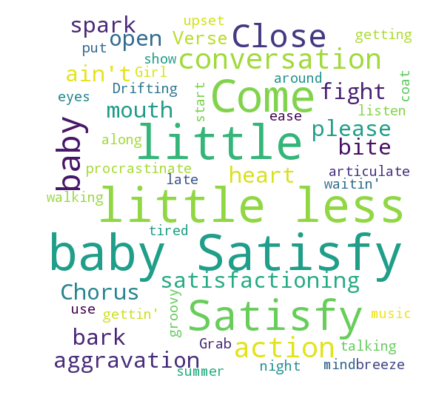 spark
upset
Verse
Close
getting
put
open
conversation
show
ain't
Girl
Drifting
around
Come
fight
coat
eyes
mouth
start
ease
listen
baby
little
please
bite
along
procrastinate
late
heart
articulate
waitin'
walking
little less
tired
baby Satisfy
satisfactioning
Chorus
use
gettin'
groovy
Satisfy
music
bark
Grab
action
talking
aggravation
summer
night
mindbreeze